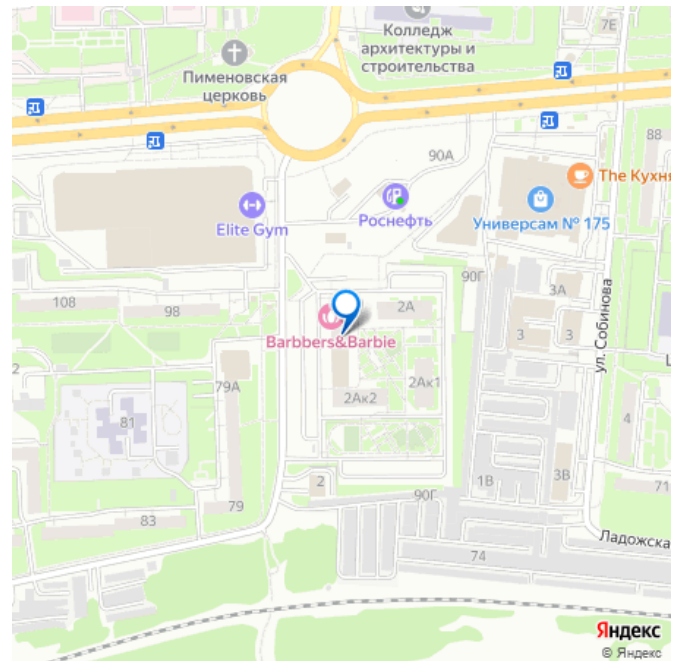 7Е
Колледж
архитектуры и
строительства
Пименовская
церковь
88
90А
The Кухня
Elite Gym
Роснефть
Универсам № 175
90Г
3А
108
98
2А
Barbbers&Barbie
3
3
ул. Собинова
2
79А
2Ак1
2Ак2
81
4
79
2
1В
3В
71
90Г
83
Ладожска
74
Яндекс
© Яндекс